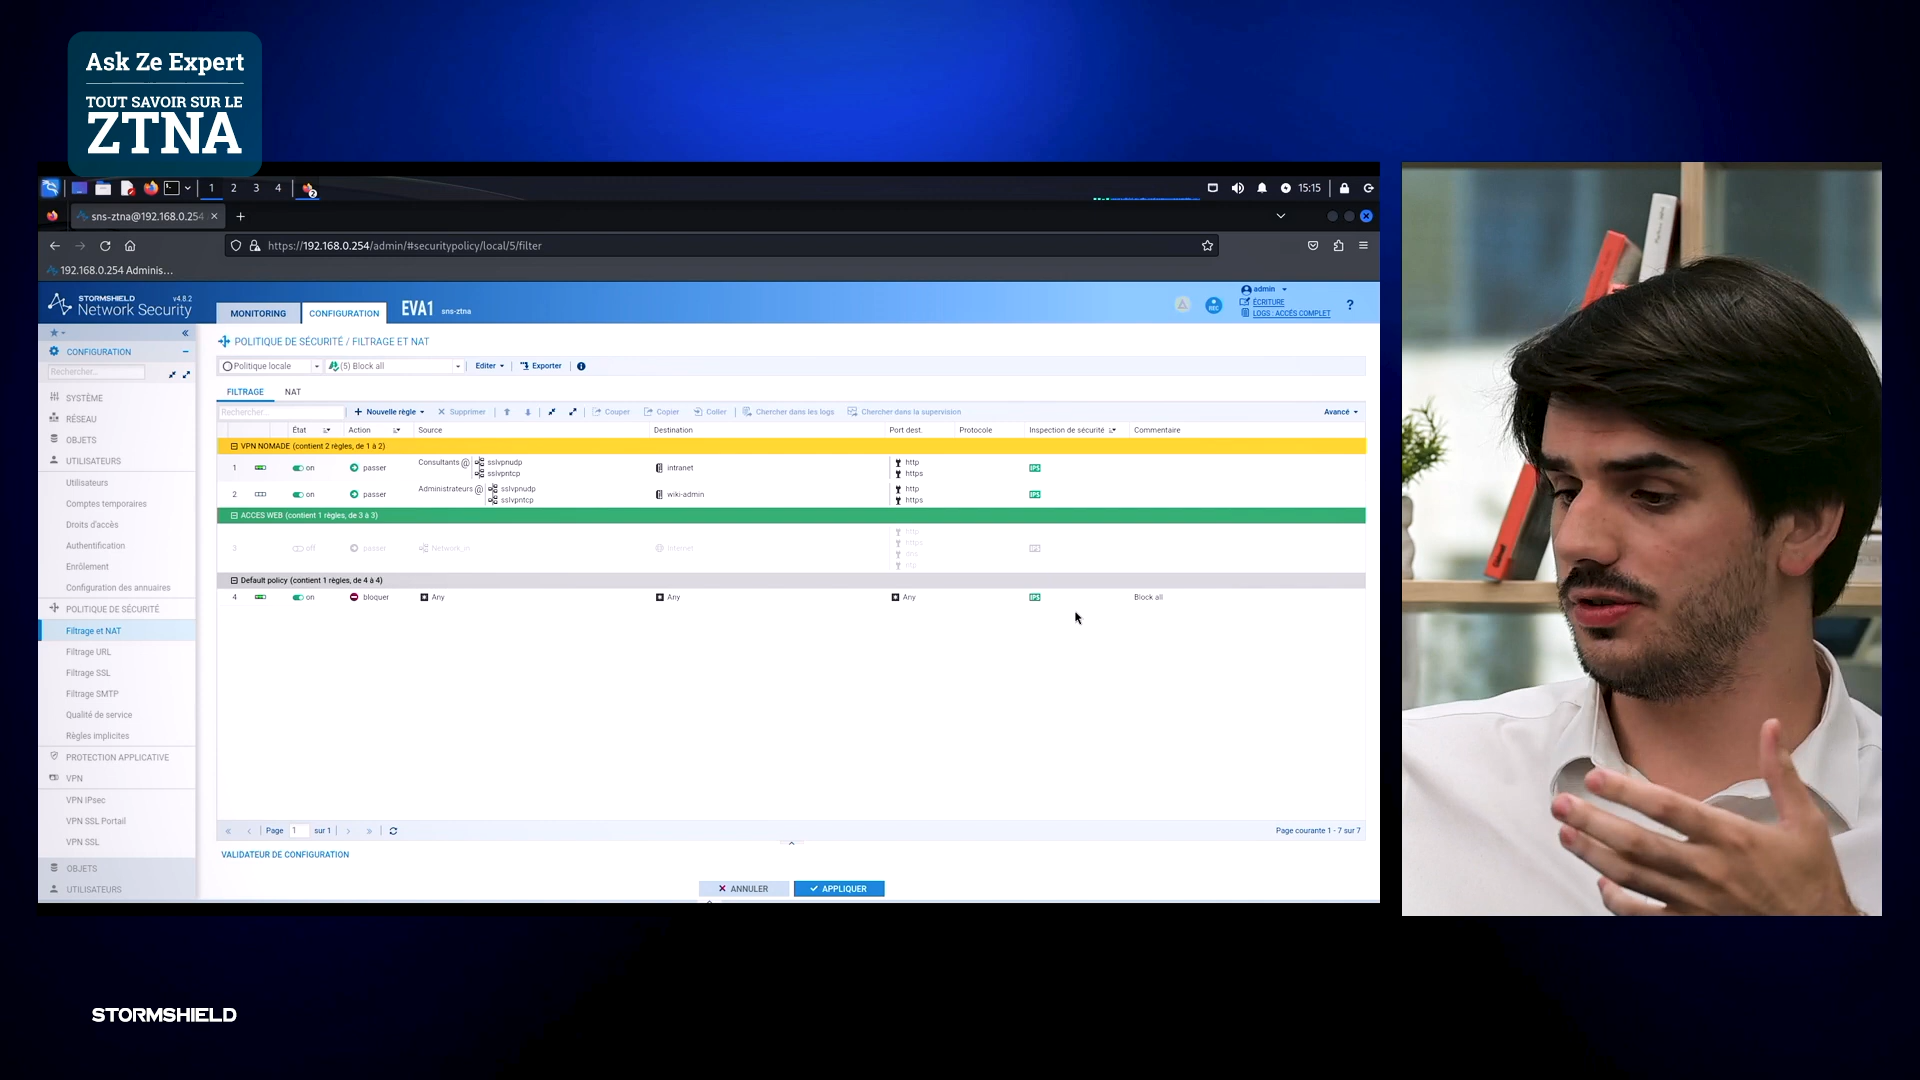 Ask Ze Expert
TOUT SAVOIR SUR LE
ZTNA
1 2 3 4 2 15:15
sns-ztna@192.168.0.254
https://192.168.0.254/admin/#securitypolicy/local/5/filter
192.168.0.254 Adminis...
STORMSHIELD v4.8.2
Network Security
MONITORING CONFIGURATION EVA1 sns-ztna
admin
ÉCRITURE
LOGS : ACCÈS COMPLET
?
CONFIGURATION
Rechercher...
SYSTÈME
RÉSEAU
OBJETS
UTILISATEURS
Utilisateurs
Comptes temporaires
Droits d'accès
Authentification
Enrôlement
Configuration des annuaires
POLITIQUE DE SÉCURITÉ
Filtrage et NAT
Filtrage URL
Filtrage SSL
Filtrage SMTP
Qualité de service
Règles implicites
PROTECTION APPLICATIVE
VPN
VPN IPsec
VPN SSL Portail
VPN SSL
OBJETS
UTILISATEURS
POLITIQUE DE SÉCURITÉ / FILTRAGE ET NAT
Politique locale (5) Block all Editer Exporter
FILTRAGE NAT
Rechercher... Nouvelle règle Supprimer Couper Copier Coller Chercher dans les logs Chercher dans la supervision Avancé
État Action Source Destination Port dest. Protocole Inspection de sécurité Commentaire
VPN NOMADE (contient 2 règles, de 1 à 2)
1 on passer Consultants @ sslvpnudp sslvpntcp intranet http https IPS
2 on passer Administrateurs @ sslvpnudp sslvpntcp wiki-admin http https IPS
ACCES WEB (contient 1 règles, de 3 à 3)
3 off passer Network_in Internet http https dns
Default policy (contient 1 règles, de 4 à 4)
4 on bloquer Any Any Any IPS Block all
Page 1 sur 1 Page courante 1 - 7 sur 7
VALIDATEUR DE CONFIGURATION
ANNULER APPLIQUER
STORMSHIELD